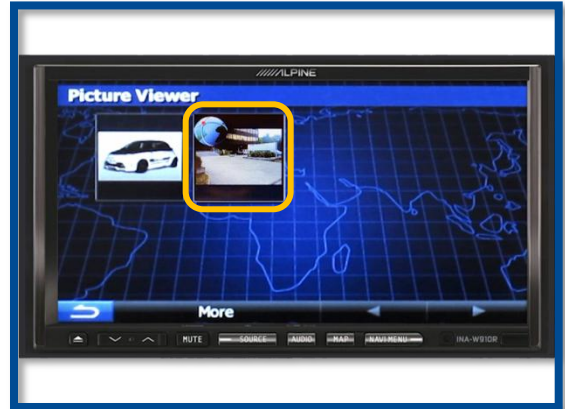 ALPINE
Picture Viewer
More
MUTE SOURCE AUDIO MAP NAVI MENU INA-W910R